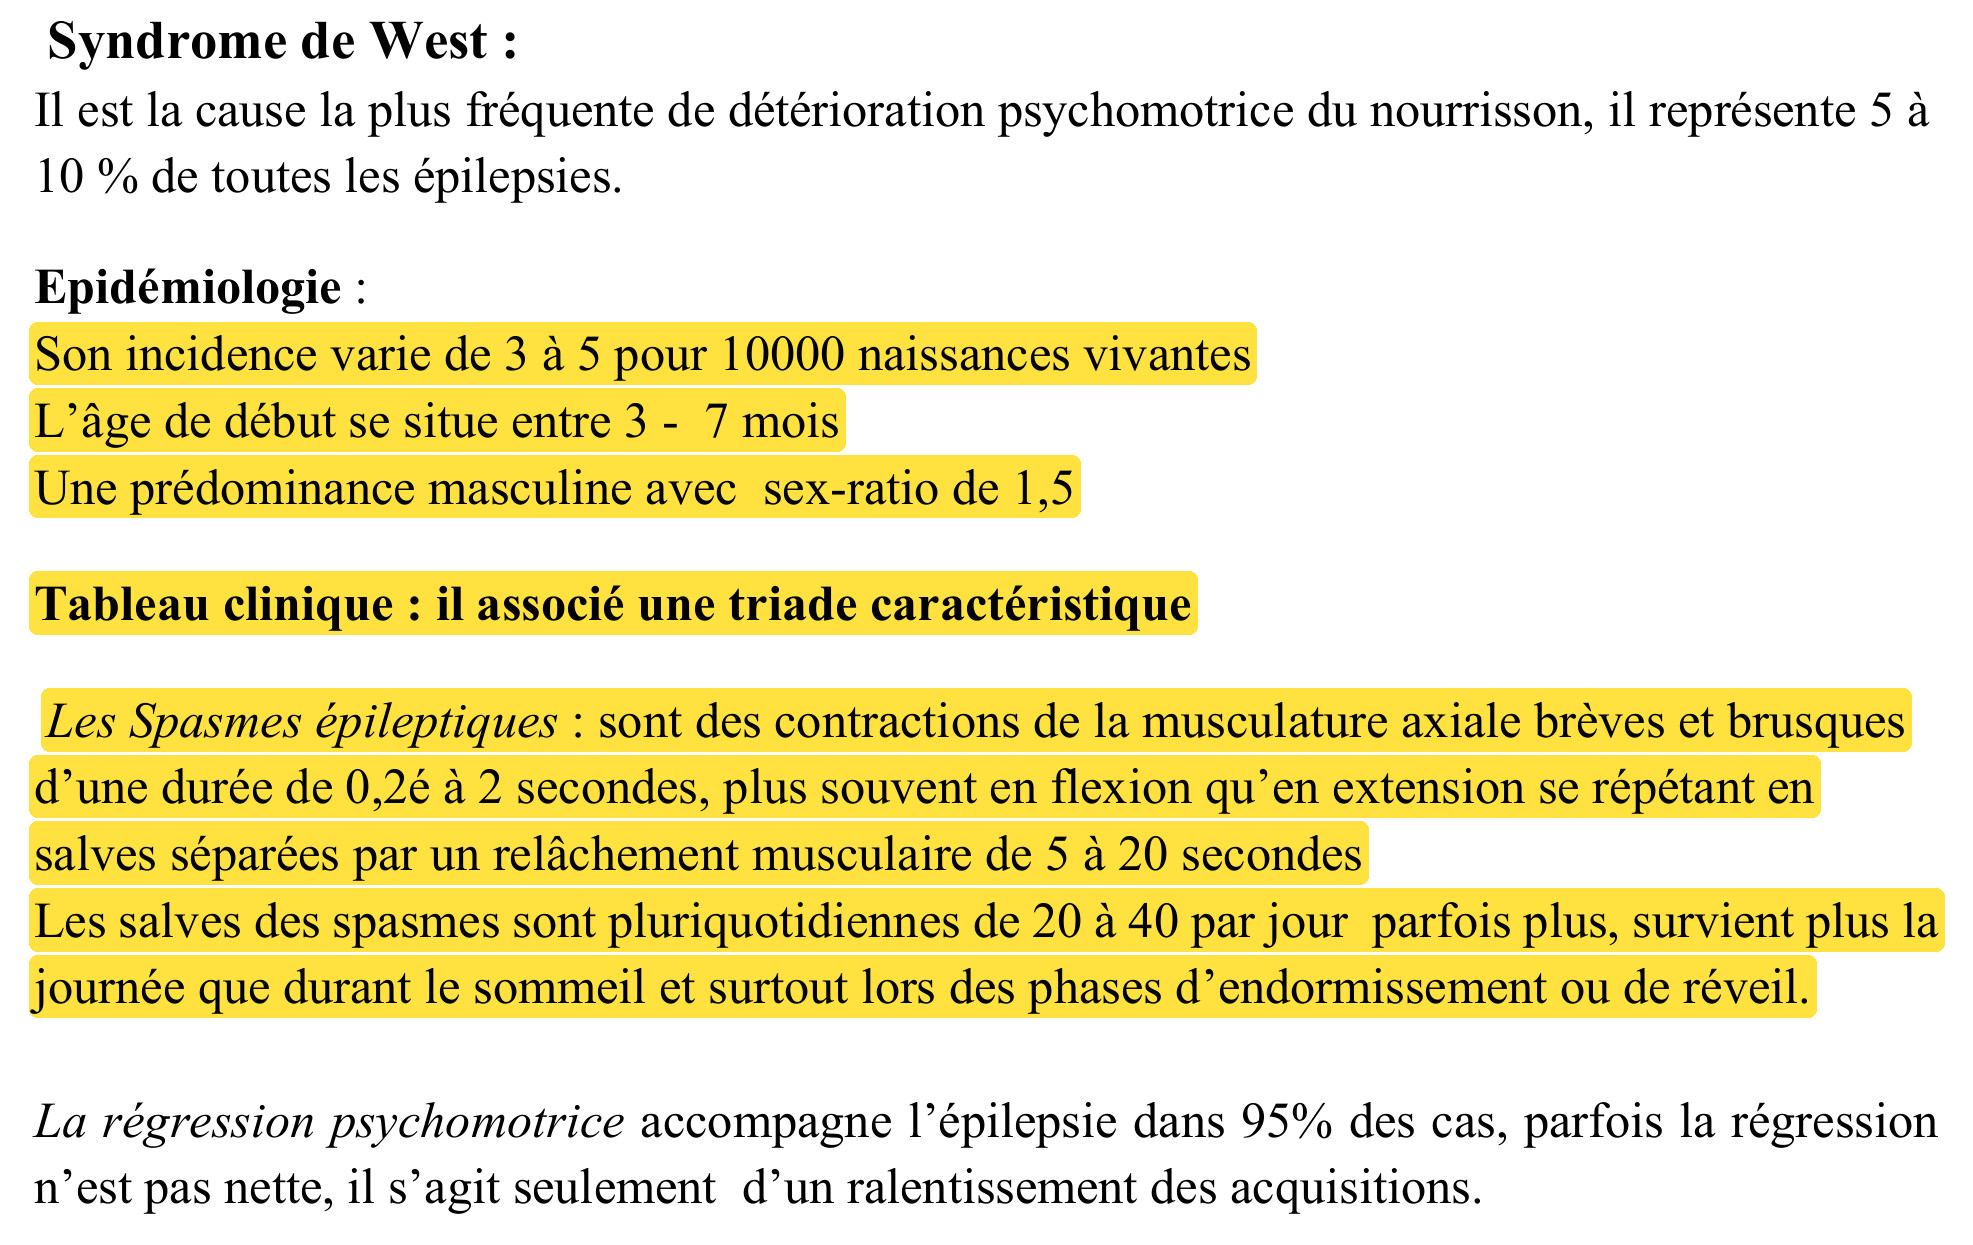 Syndrome de West :
Il est la cause la plus fréquente de détérioration psychomotrice du nourrisson, il représente 5 à
10 % de toutes les épilepsies.
Epidémiologie :
Son incidence varie de 3 à 5 pour 10000 naissances vivantes
L’âge de début se situe entre 3 -  7 mois
Une prédominance masculine avec  sex-ratio de 1,5
Tableau clinique : il associé une triade caractéristique
Les Spasmes épileptiques : sont des contractions de la musculature axiale brèves et brusques
d’une durée de 0,2é à 2 secondes, plus souvent en flexion qu’en extension se répétant en
salves séparées par un relâchement musculaire de 5 à 20 secondes
Les salves des spasmes sont pluriquotidiennes de 20 à 40 par jour  parfois plus, survient plus la
journée que durant le sommeil et surtout lors des phases d’endormissement ou de réveil.
La régression psychomotrice accompagne l’épilepsie dans 95% des cas, parfois la régression
n’est pas nette, il s’agit seulement  d’un ralentissement des acquisitions.